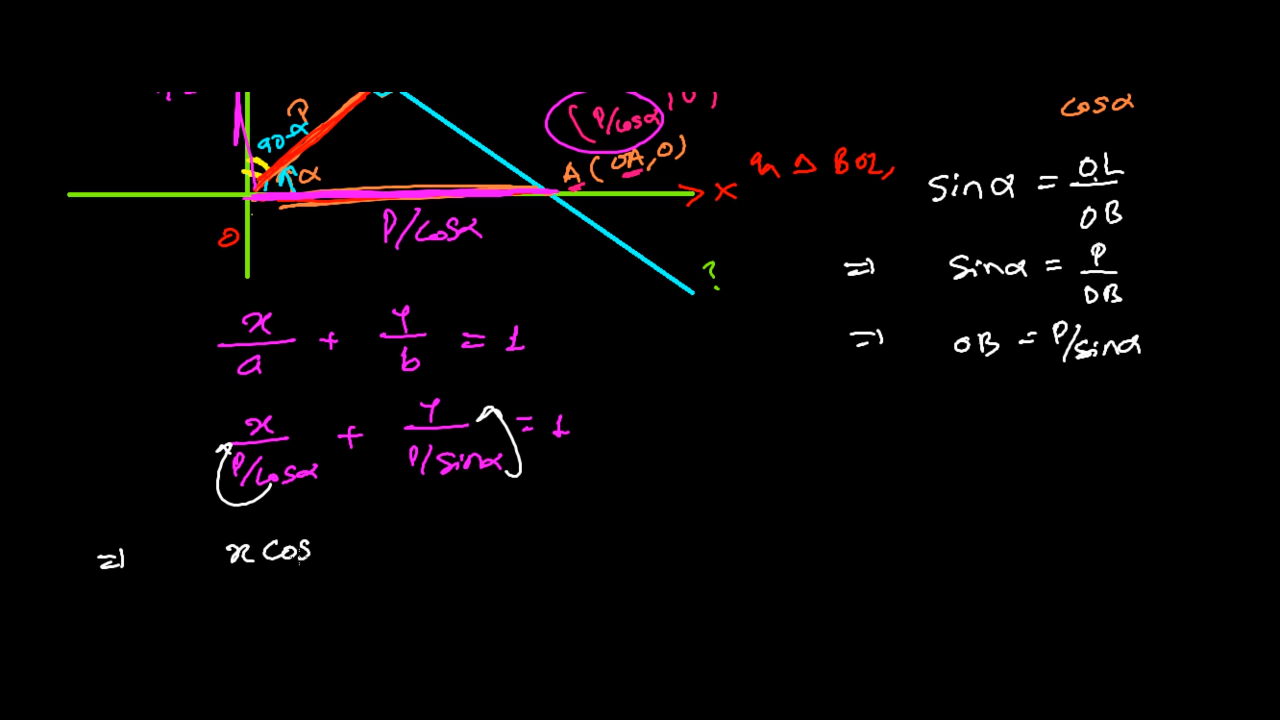 P
90-α
α
(P/cosα, 0)
A (OA, 0)
X
O
P/cosα
?
x/a + y/b = 1
x/(P/cosα) + y/(P/sinα) = 1
⇒ x cos
cosα
In Δ BOL,
sinα = OL/OB
⇒ sinα = P/OB
⇒ OB = P/sinα